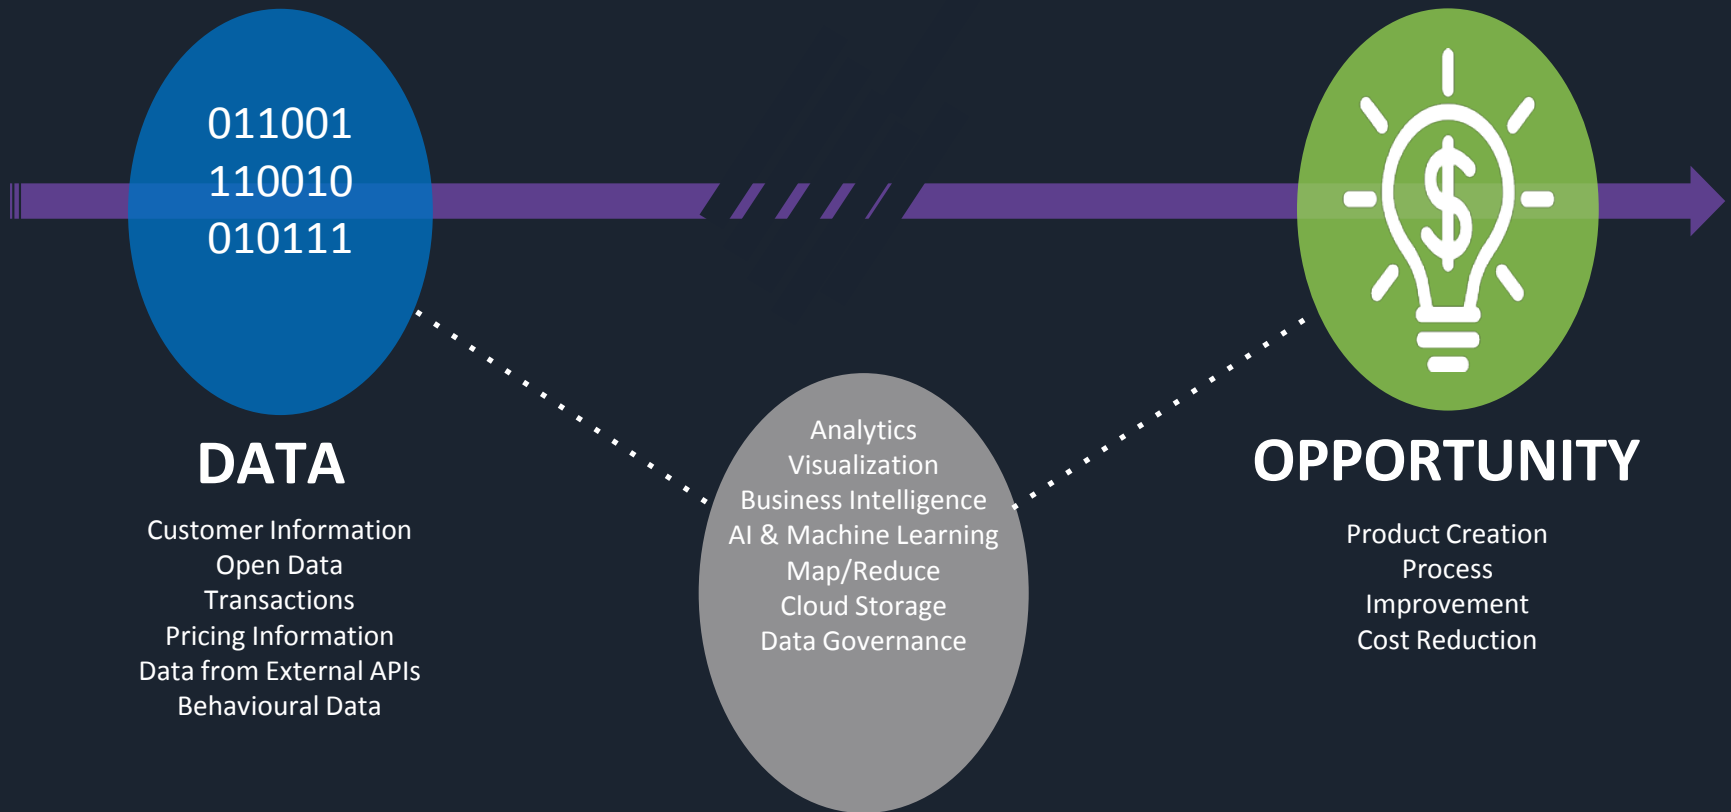 011001
110010
010111
DATA
Customer Information
Open Data
Transactions
Pricing Information
Data from External APIs
Behavioural Data
Analytics
Visualization
Business Intelligence
AI & Machine Learning
Map/Reduce
Cloud Storage
Data Governance
$
OPPORTUNITY
Product Creation
Process
Improvement
Cost Reduction